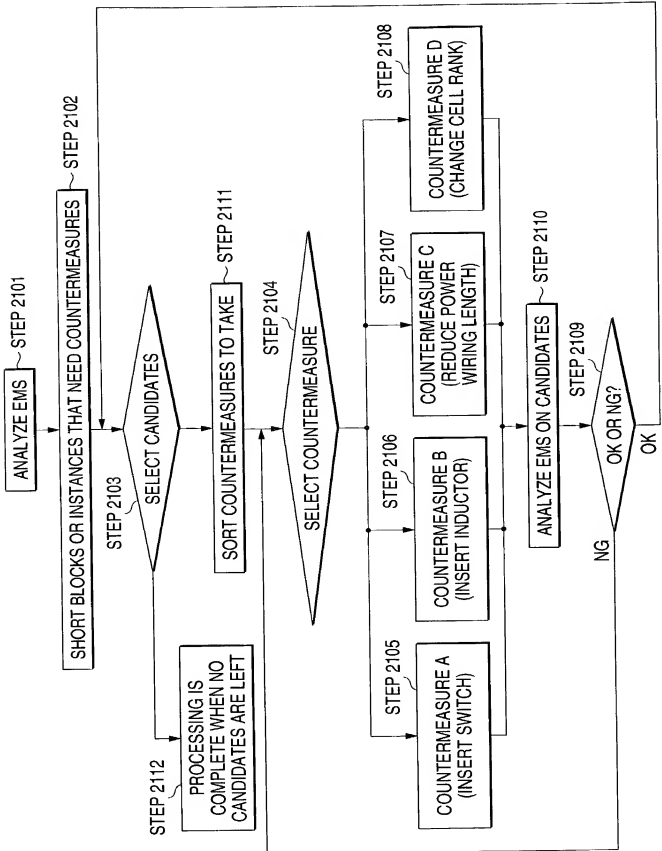 ANALYZE EMS
STEP 2101
SHORT BLOCKS OR INSTANCES THAT NEED COUNTERMEASURES
STEP 2102
STEP 2103
SELECT CANDIDATES
STEP 2112
PROCESSING IS
COMPLETE WHEN NO
CANDIDATES ARE LEFT
SORT COUNTERMEASURES TO TAKE
STEP 2111
SELECT COUNTERMEASURE
STEP 2104
STEP 2105
COUNTERMEASURE A
(INSERT SWITCH)
STEP 2106
COUNTERMEASURE B
(INSERT INDUCTOR)
STEP 2107
COUNTERMEASURE C
(REDUCE POWER
WIRING LENGTH)
STEP 2108
COUNTERMEASURE D
(CHANGE CELL RANK)
ANALYZE EMS ON CANDIDATES
STEP 2110
STEP 2109
OK OR NG?
NG
OK